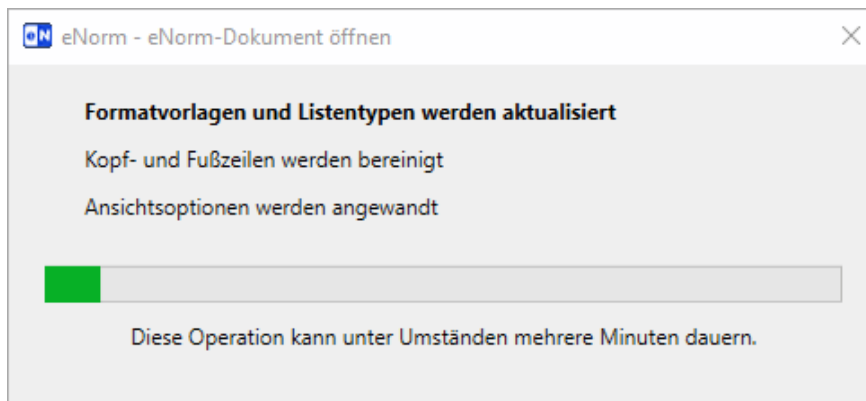 eN eNorm - eNorm-Dokument öffnen
Formatvorlagen und Listentypen werden aktualisiert
Kopf- und Fußzeilen werden bereinigt
Ansichtsoptionen werden angewandt
Diese Operation kann unter Umständen mehrere Minuten dauern.